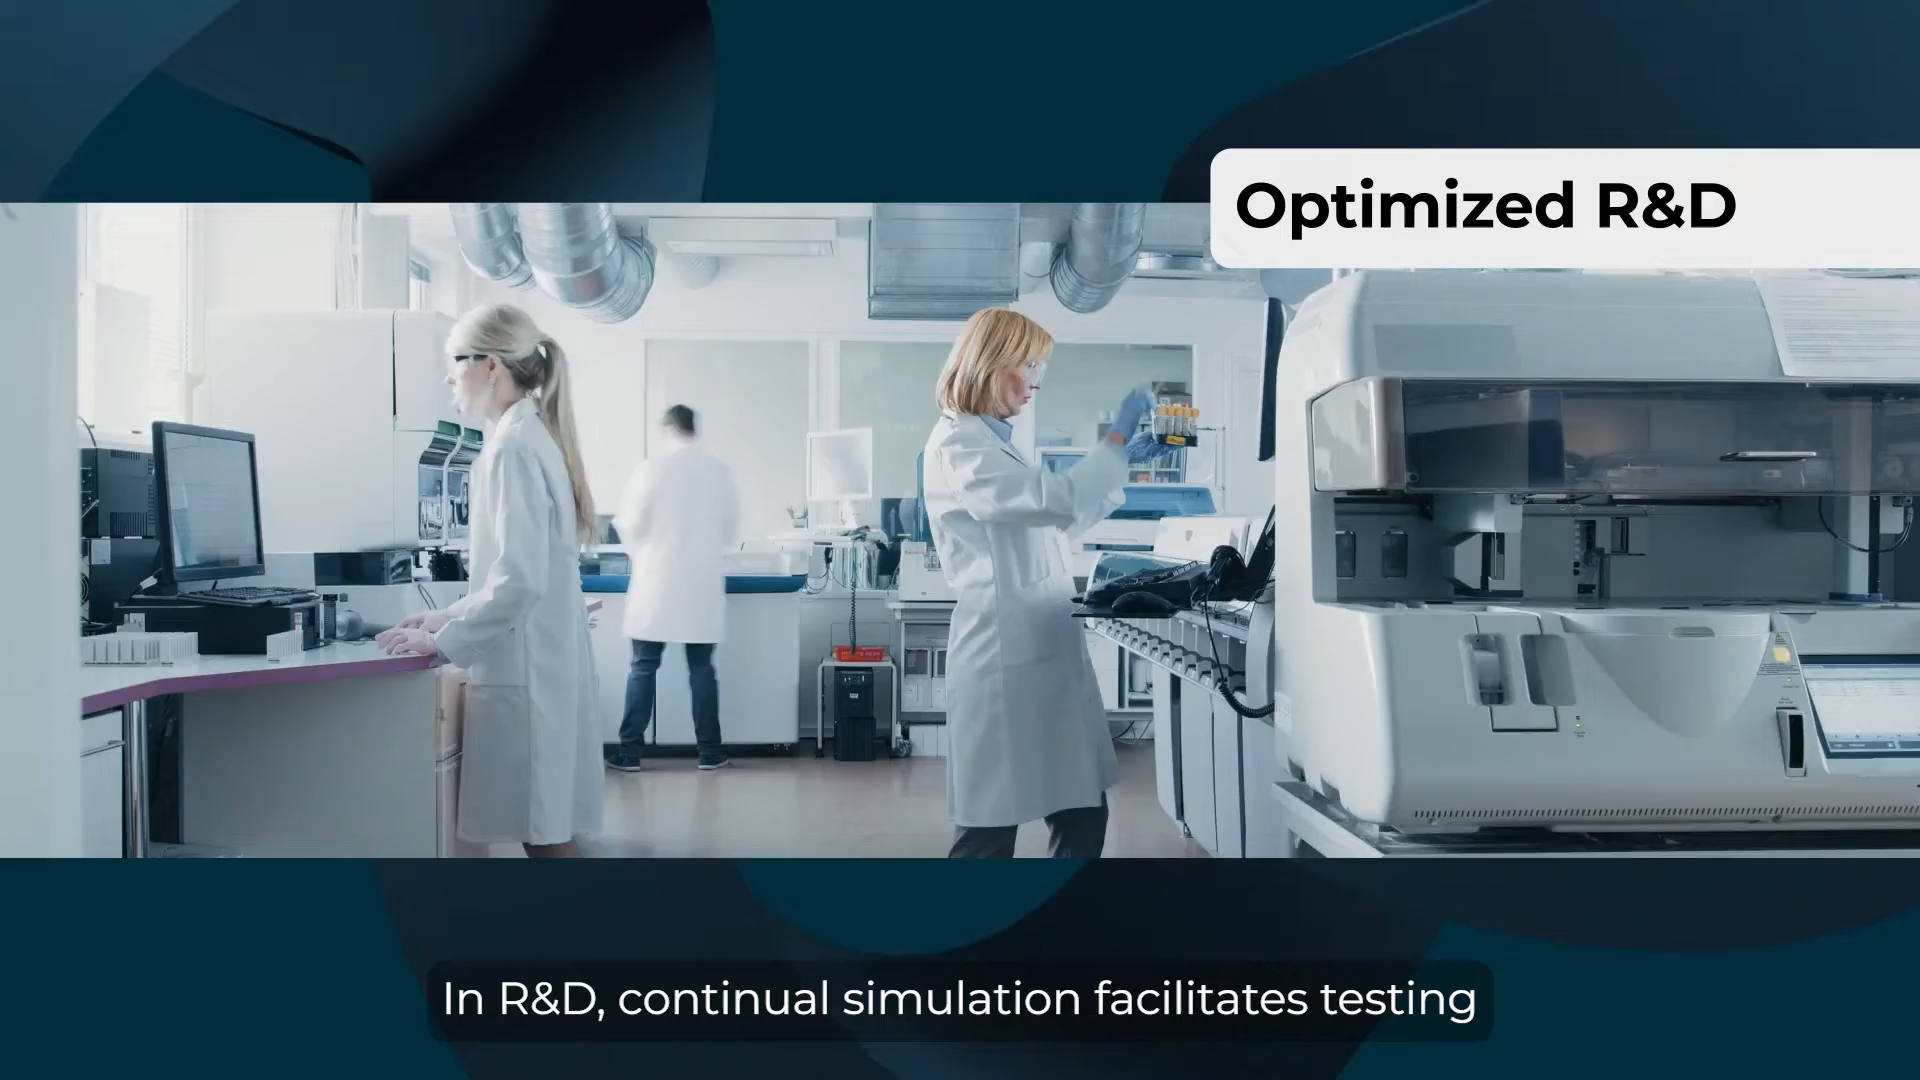 Optimized R&D
In R&D, continual simulation facilitates testing